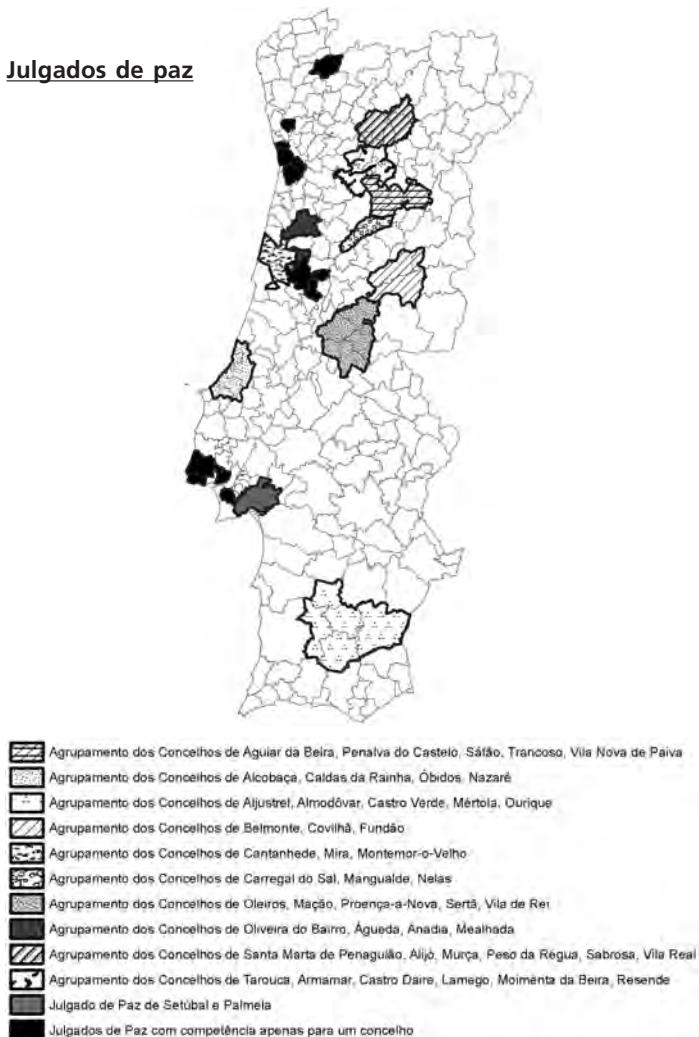 Julgados de paz
Agrupamento dos Concelhos de Aguiar da Beira, Penalva do Castelo, Sátão, Trancoso, Vila Nova de Paiva
Agrupamento dos Concelhos de Alcobaça, Caldas da Rainha, Óbidos, Nazaré
Agrupamento dos Concelhos de Aljustrel, Almodôvar, Castro Verde, Mértola, Ourique
Agrupamento dos Concelhos de Belmonte, Covilhã, Fundão
Agrupamento dos Concelhos de Cantanhede, Mira, Montemor-o-Velho
Agrupamento dos Concelhos de Carregal do Sal, Mangualde, Nelas
Agrupamento dos Concelhos de Oleiros, Mação, Proença-a-Nova, Sertã, Vila de Rei
Agrupamento dos Concelhos de Oliveira do Bairro, Águeda, Anadia, Mealhada
Agrupamento dos Concelhos de Santa Marta de Penaguião, Alijó, Murça, Peso da Régua, Sabrosa, Vila Real
Agrupamento dos Concelhos de Tarouca, Armamar, Castro Daire, Lamego, Moimenta da Beira, Resende
Julgado de Paz de Setúbal e Palmela
Julgados de Paz com competência apenas para um concelho